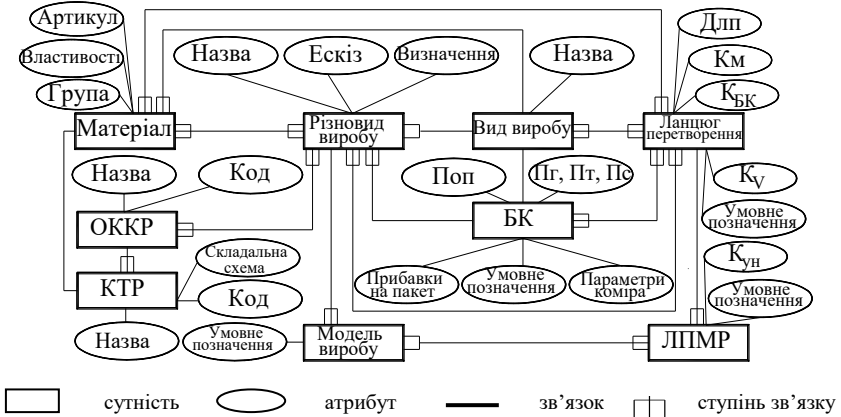 Артикул
Властивості
Група
Назва
Ескіз
Визначення
Назва
Длп
Км
КБК
Матеріал
Різновид
виробу
Вид виробу
Ланцюг
перетворення
Назва
Код
Поп
Пг, Пт, Пс
КV
Умовне
позначення
ОККР
БК
Кун
Складальна
схема
КТР
Код
Прибавки
на пакет
Умовне
позначення
Параметри
коміра
Умовне
позначення
Назва
Умовне
позначення
Модель
виробу
ЛПМР
сутність
атрибут
зв’язок
ступінь зв’язку